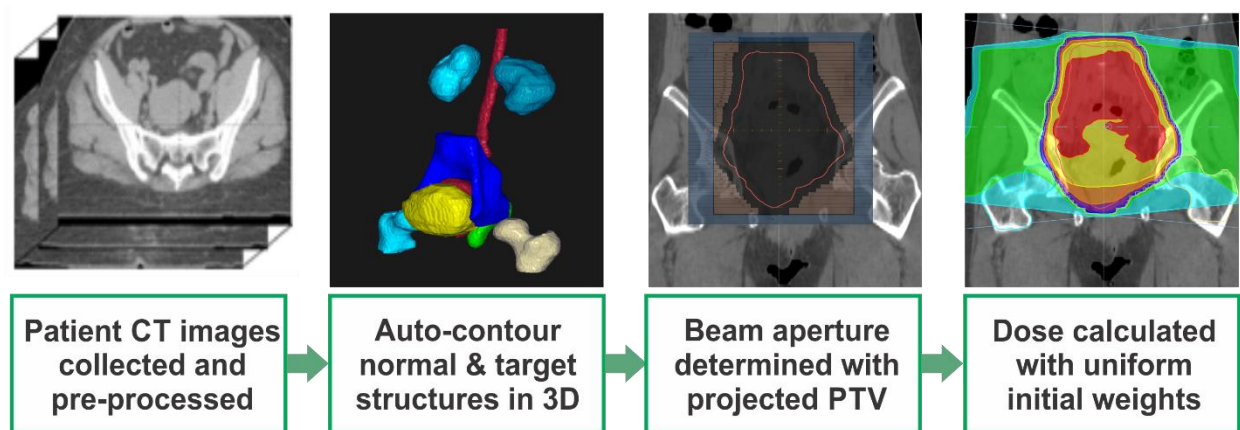 Patient CT images
collected and
pre-processed
Auto-contour
normal & target
structures in 3D
Beam aperture
determined with
projected PTV
Dose calculated
with uniform
initial weights